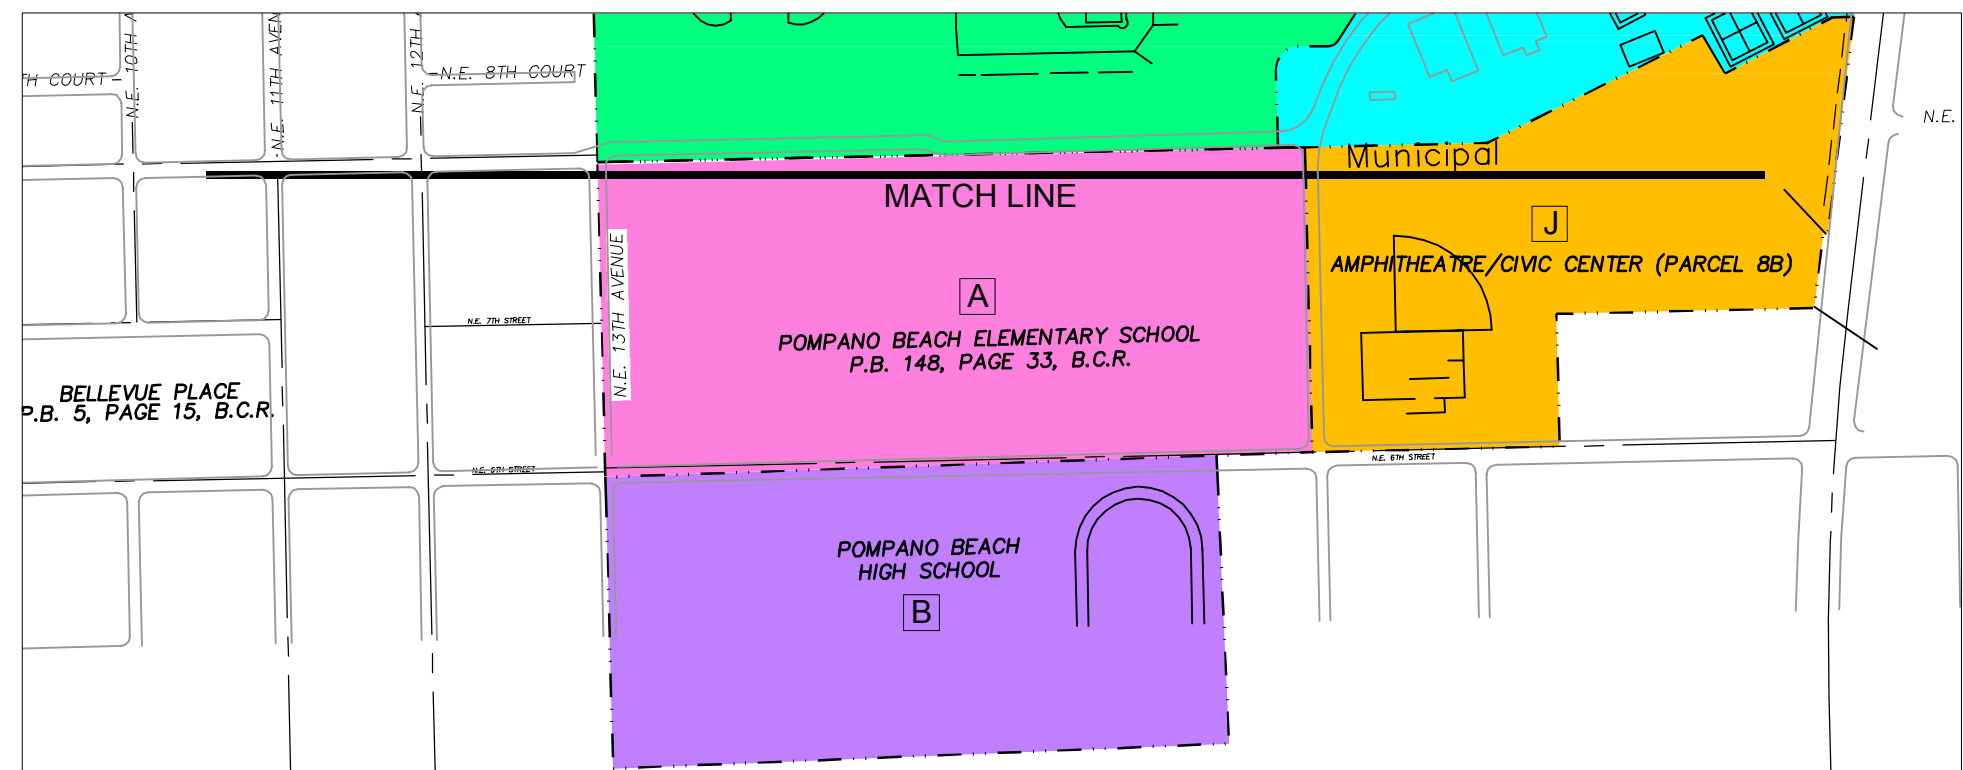 N.E. 10TH A
N.E. 11TH AVEN
N.E. 12TH A
N.E. 8TH COURT
TH COURT
N.E.
Municipal
MATCH LINE
J
AMPHITHEATRE/CIVIC CENTER (PARCEL 8B)
N.E. 13TH AVENUE
A
N.E. 7TH STREET
POMPANO BEACH ELEMENTARY SCHOOL
P.B. 148, PAGE 33, B.C.R.
BELLEVUE PLACE
P.B. 5, PAGE 15, B.C.R.
N.E. 6TH STREET
N.E. 6TH STREET
POMPANO BEACH
HIGH SCHOOL
B